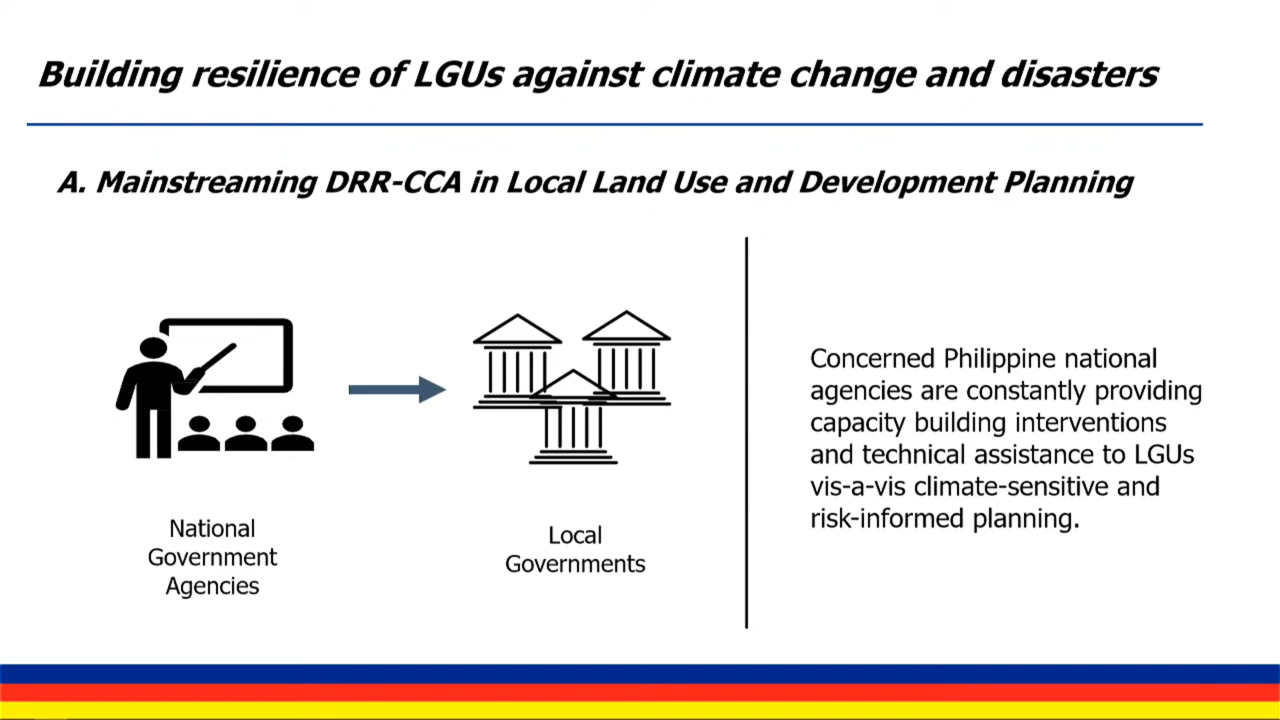 Building resilience of LGUs against climate change and disasters
A. Mainstreaming DRR-CCA in Local Land Use and Development Planning
National
Government
Agencies
Local
Governments
Concerned Philippine national
agencies are constantly providing
capacity building interventions
and technical assistance to LGUs
vis-a-vis climate-sensitive and
risk-informed planning.